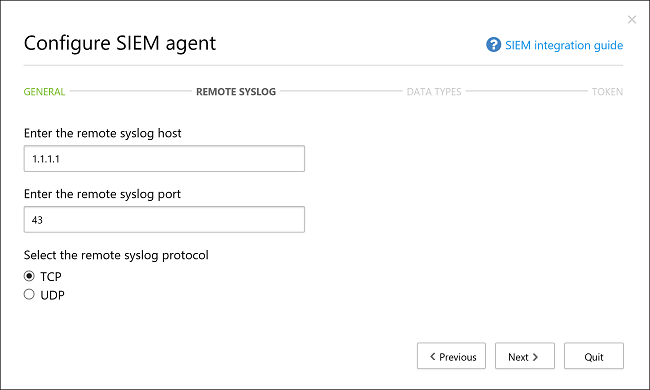 Configure SIEM agent
? SIEM integration guide
GENERAL REMOTE SYSLOG DATA TYPES TOKEN
Enter the remote syslog host
1.1.1.1
Enter the remote syslog port
43
Select the remote syslog protocol
TCP
UDP
Previous Next Quit